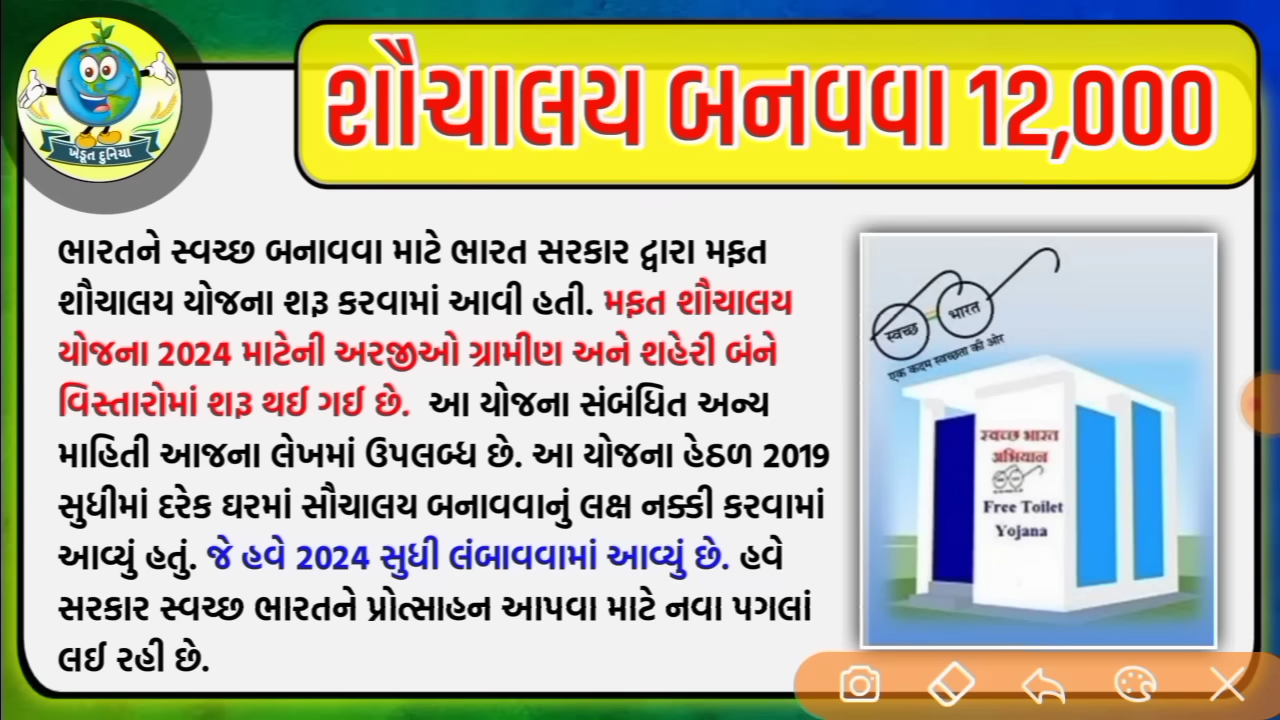 શૌચાલય બનવવા 12,000
ખેડૂત દુનિયા
ભારતને સ્વચ્છ બનાવવા માટે ભારત સરકાર દ્વારા મફત
શૌચાલય યોજના શરૂ કરવામાં આવી હતી. મફત શૌચાલય
યોજના 2024 માટેની અરજીઓ ગ્રામીણ અને શહેરી બંને
વિસ્તારોમાં શરૂ થઈ ગઈ છે. આ યોજના સંબંધિત અન્ય
માહિતી આજના લેખમાં ઉપલબ્ધ છે. આ યોજના હેઠળ 2019
સુધીમાં દરેક ઘરમાં સૌચાલય બનાવવાનું લક્ષ નક્કી કરવામાં
આવ્યું હતું. જે હવે 2024 સુધી લંબાવવામાં આવ્યું છે. હવે
સરકાર સ્વચ્છ ભારતને પ્રોત્સાહન આપવા માટે નવા પગલાં
લઈ રહી છે.
स्वच्छ भारत
एक कदम स्वच्छता की ओर
स्वच्छ भारत
अभियान
Free Toilet
Yojana